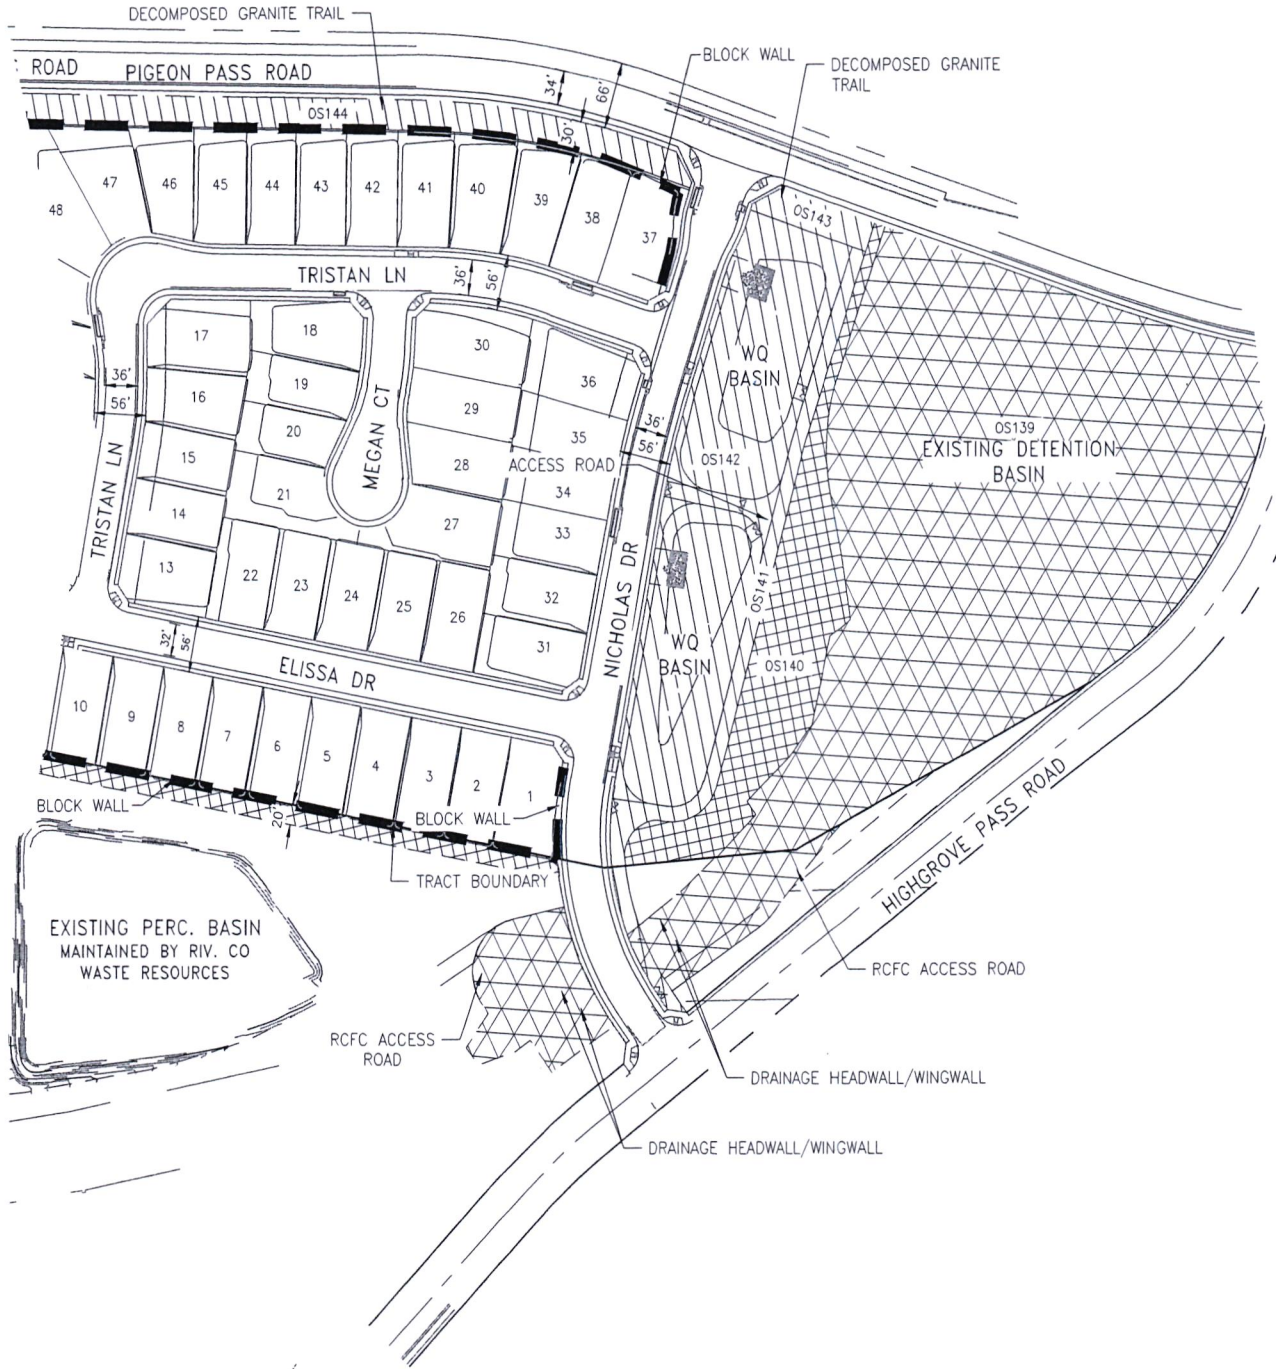 DECOMPOSED GRANITE TRAIL
BLOCK WALL
DECOMPOSED GRANITE
TRAIL
ROAD
PIGEON PASS ROAD
34'
66'
OS144
30'
47
46
45
44
43
42
41
40
39
38
37
48
OS143
TRISTAN LN
36'
56'
17
18
30
36
WQ
BASIN
36'
56'
16
19
29
35
36'
56'
OS139
EXISTING DETENTION
BASIN
20
MEGAN CT
15
28
ACCESS ROAD
OS142
TRISTAN LN
21
34
14
27
33
13
22
23
24
25
26
32
31
NICHOLAS DR
OS141
WQ
BASIN
OS140
32'
56'
ELISSA DR
10
9
8
7
6
5
4
3
2
1
BLOCK WALL
20'
BLOCK WALL
TRACT BOUNDARY
HIGHGROVE PASS ROAD
EXISTING PERC. BASIN
MAINTAINED BY RIV. CO
WASTE RESOURCES
RCFC ACCESS ROAD
RCFC ACCESS
ROAD
DRAINAGE HEADWALL/WINGWALL
DRAINAGE HEADWALL/WINGWALL